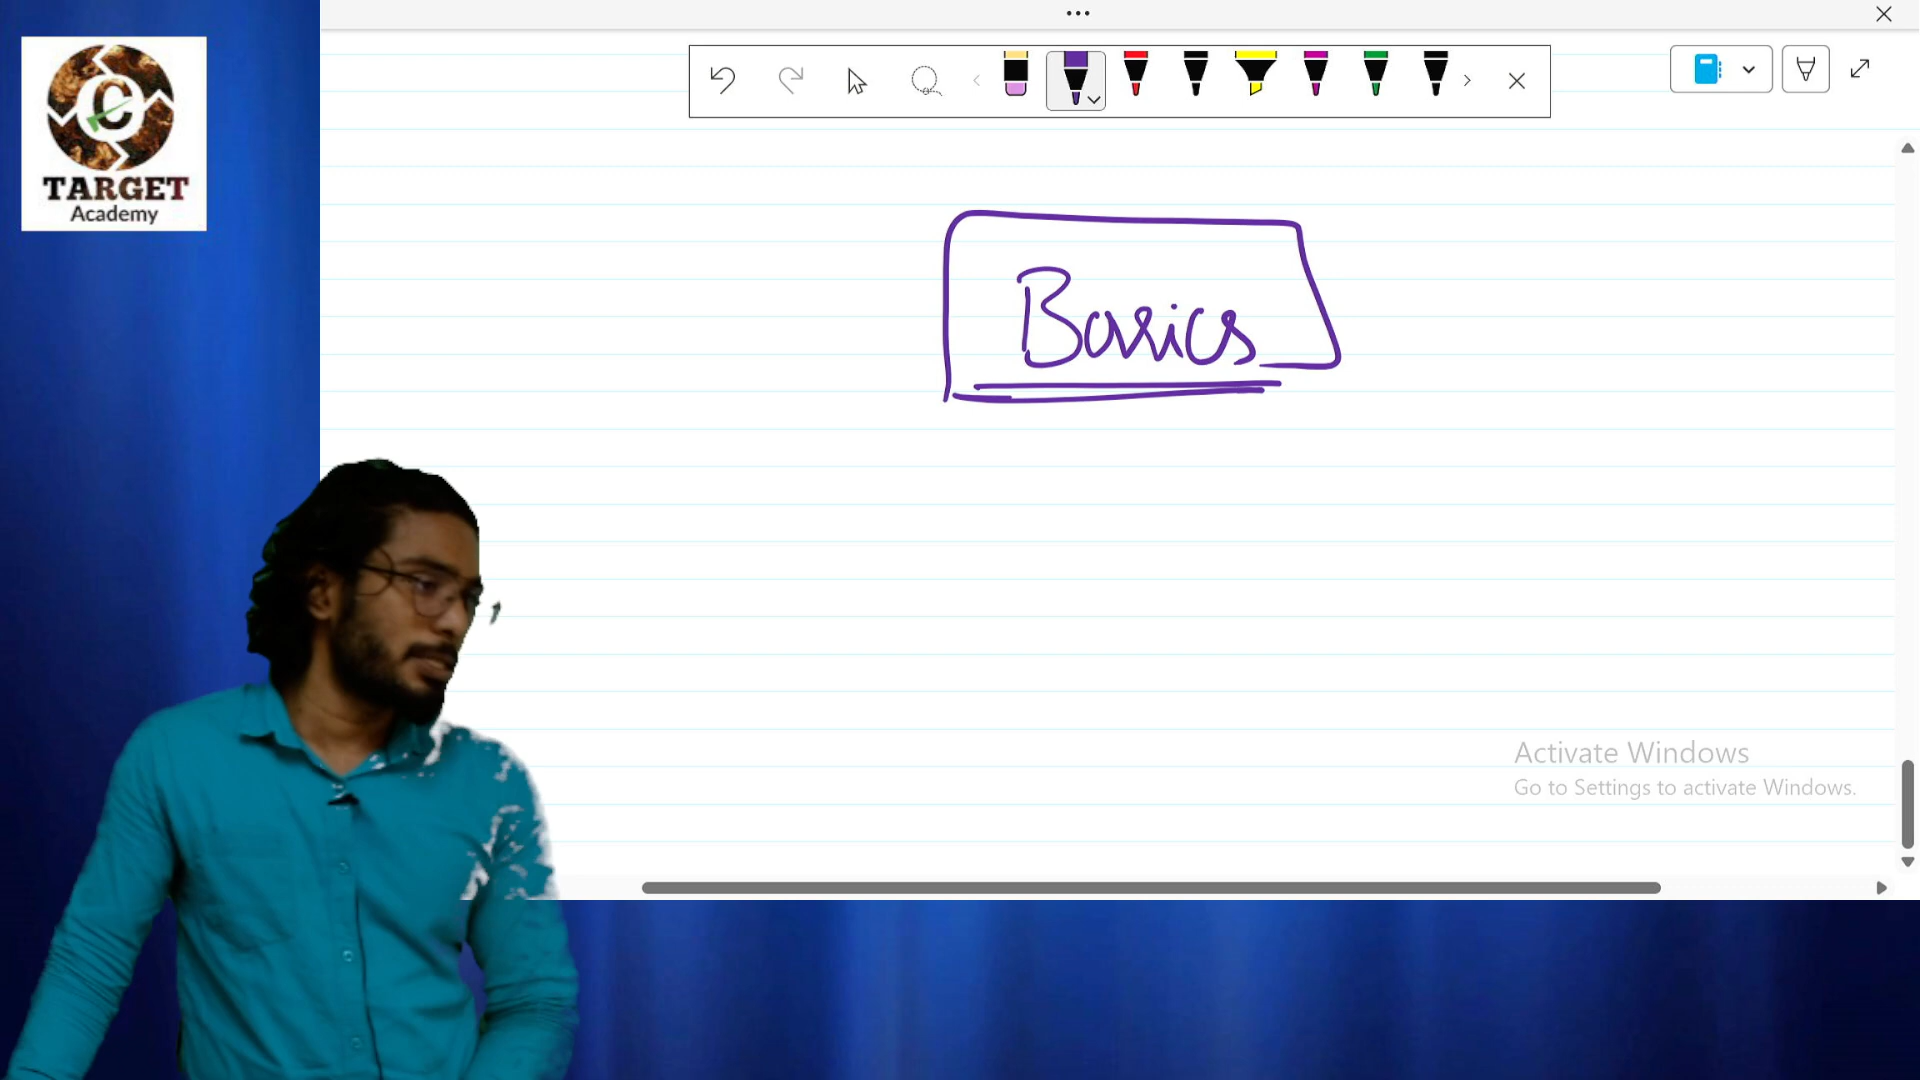 C
TARGET
Academy
Basics
Activate Windows
Go to Settings to activate Windows.